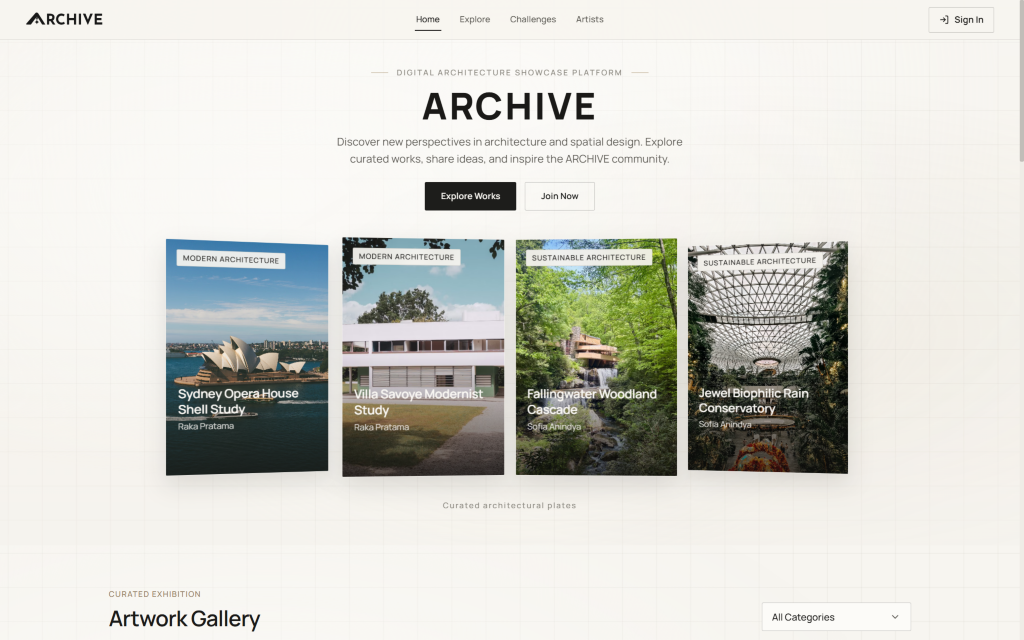 ARCHIVE
Home
Explore
Challenges
Artists
Sign In
DIGITAL ARCHITECTURE SHOWCASE PLATFORM
ARCHIVE
Discover new perspectives in architecture and spatial design. Explore
curated works, share ideas, and inspire the ARCHIVE community.
Explore Works
Join Now
MODERN ARCHITECTURE
Sydney Opera House
Shell Study
Raka Pratama
MODERN ARCHITECTURE
Villa Savoye Modernist
Study
Raka Pratama
SUSTAINABLE ARCHITECTURE
Fallingwater Woodland
Cascade
Sofia Anindya
SUSTAINABLE ARCHITECTURE
Jewel Biophilic Rain
Conservatory
Sofia Anindya
Curated architectural plates
CURATED EXHIBITION
Artwork Gallery
All Categories